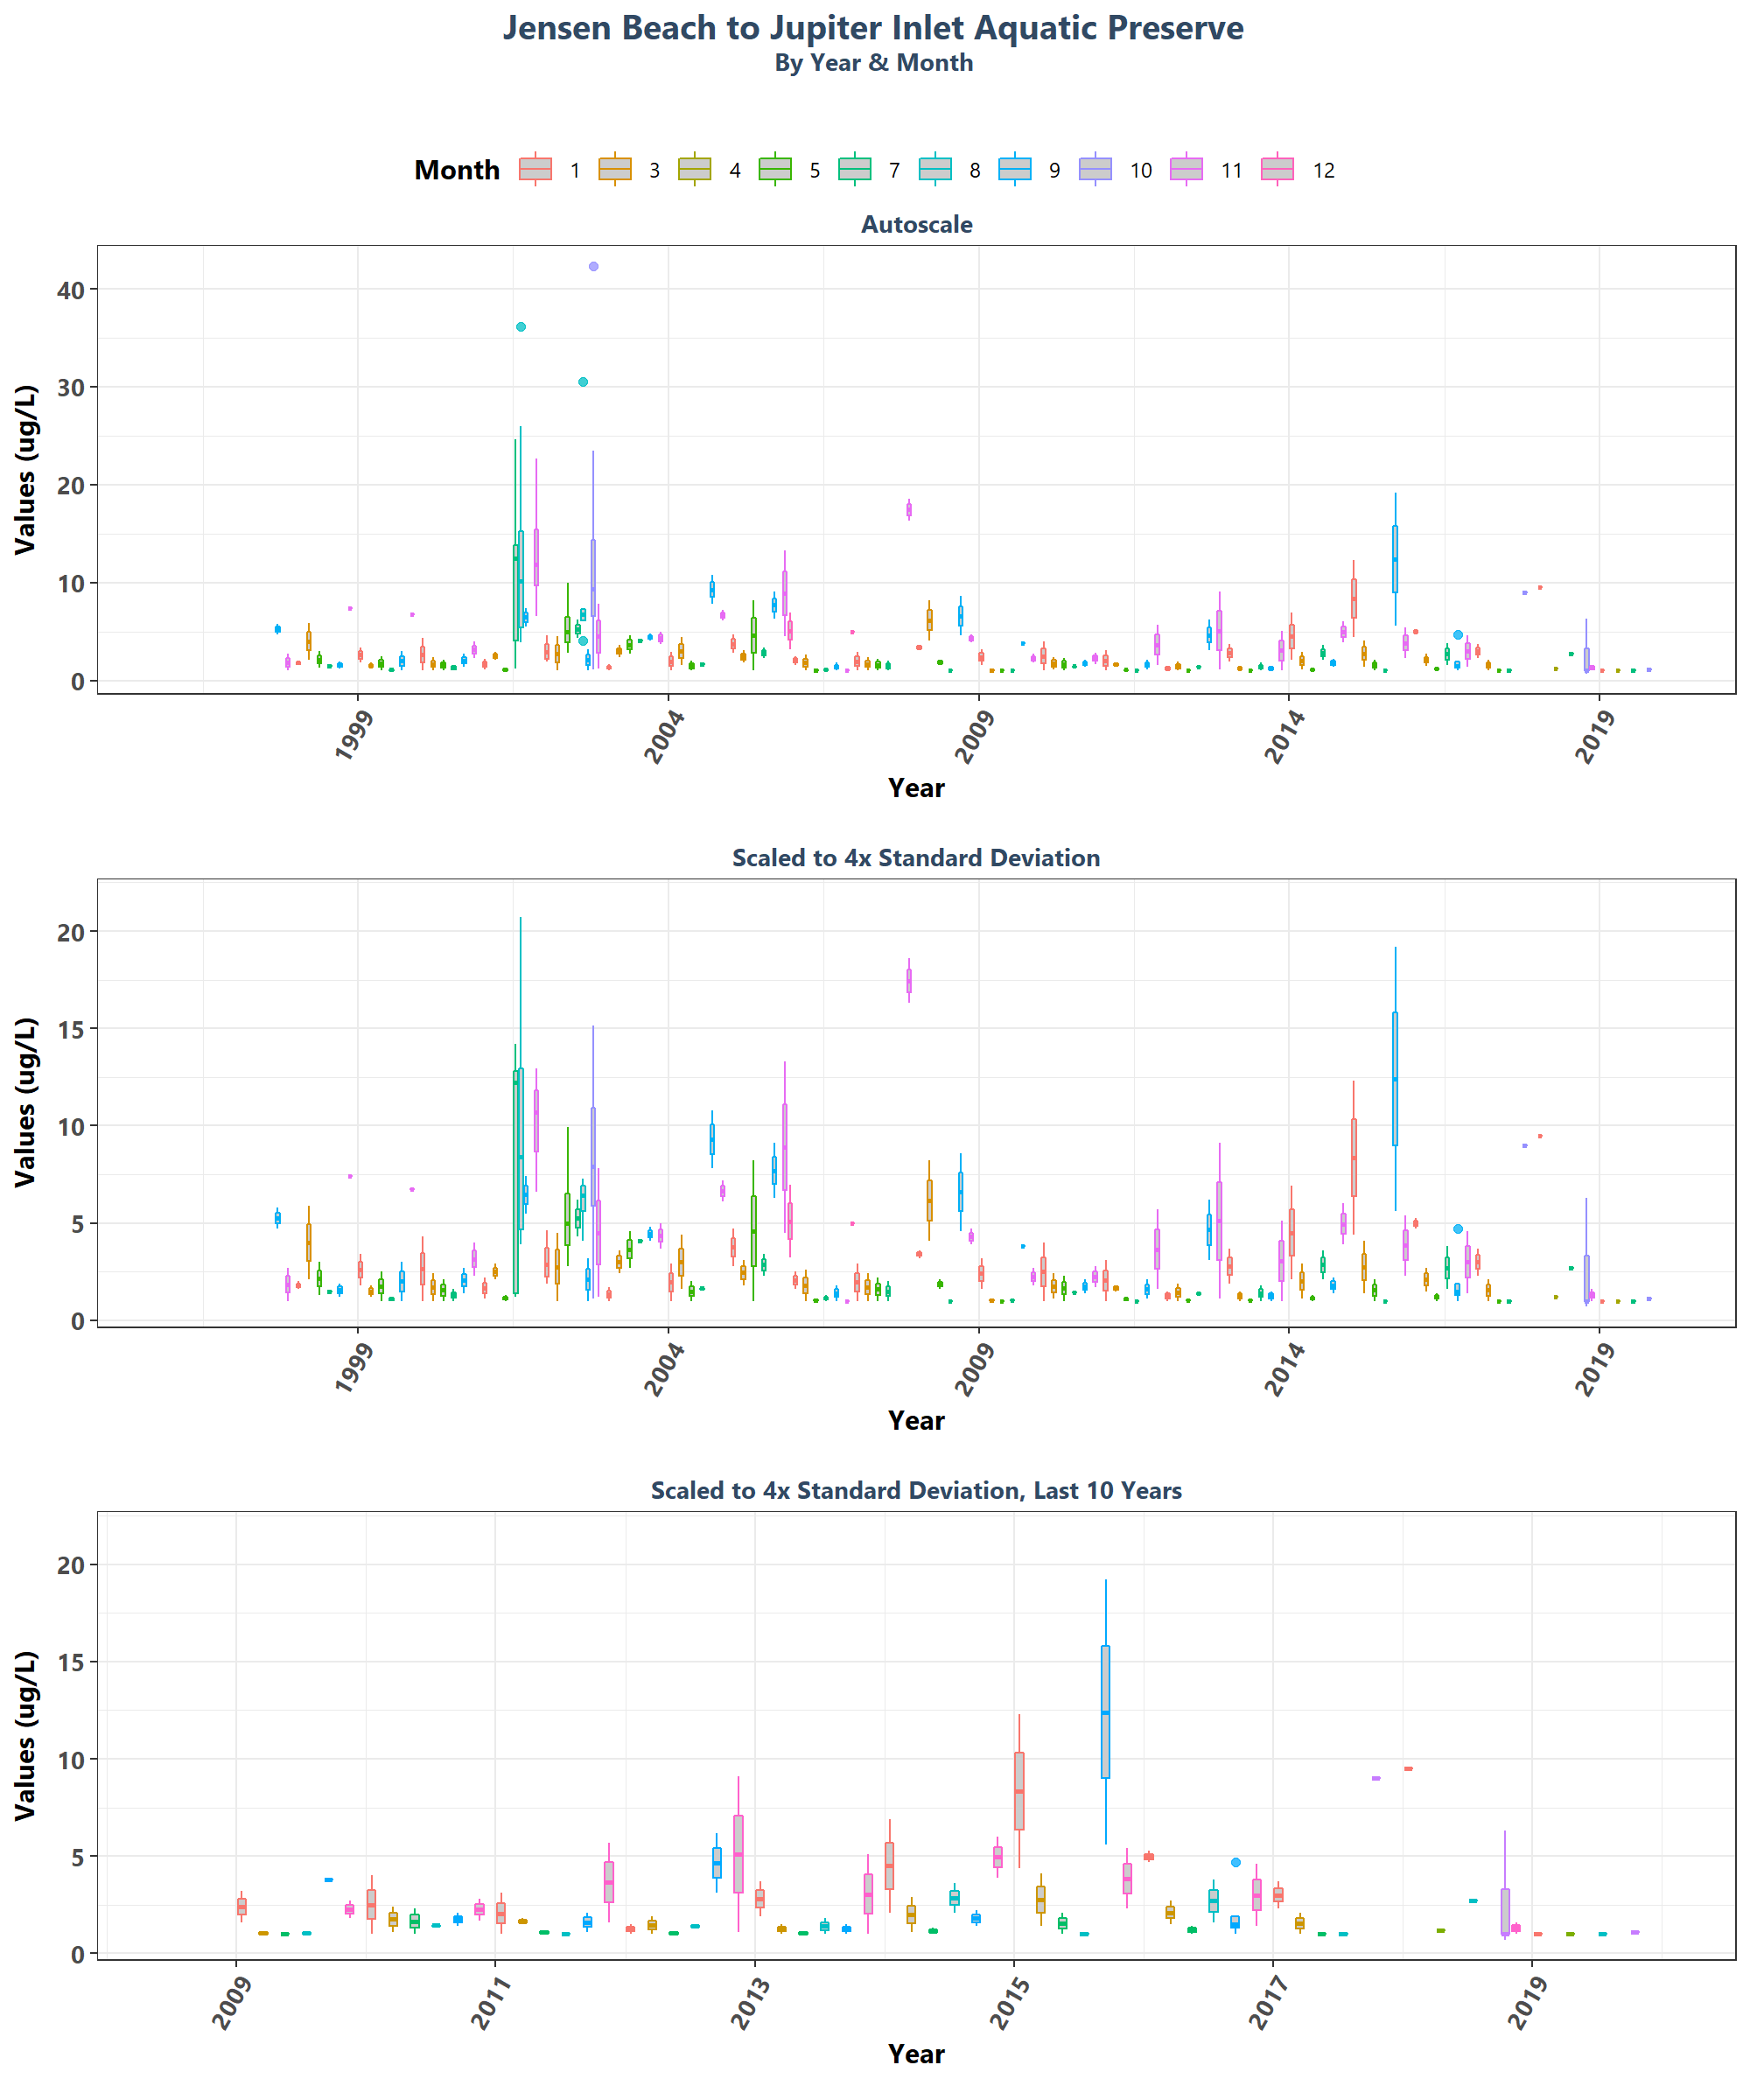 Jensen Beach to Jupiter Inlet Aquatic Preserve
By Year & Month
Month 1 3 4 5 7 8 9 10 11 12
Autoscale
Values (ug/L)
40
30
20
10
0
1999 2004 2009 2014 2019
Year
Scaled to 4x Standard Deviation
Values (ug/L)
20
15
10
5
0
1999 2004 2009 2014 2019
Year
Scaled to 4x Standard Deviation, Last 10 Years
Values (ug/L)
20
15
10
5
0
2009 2011 2013 2015 2017 2019
Year